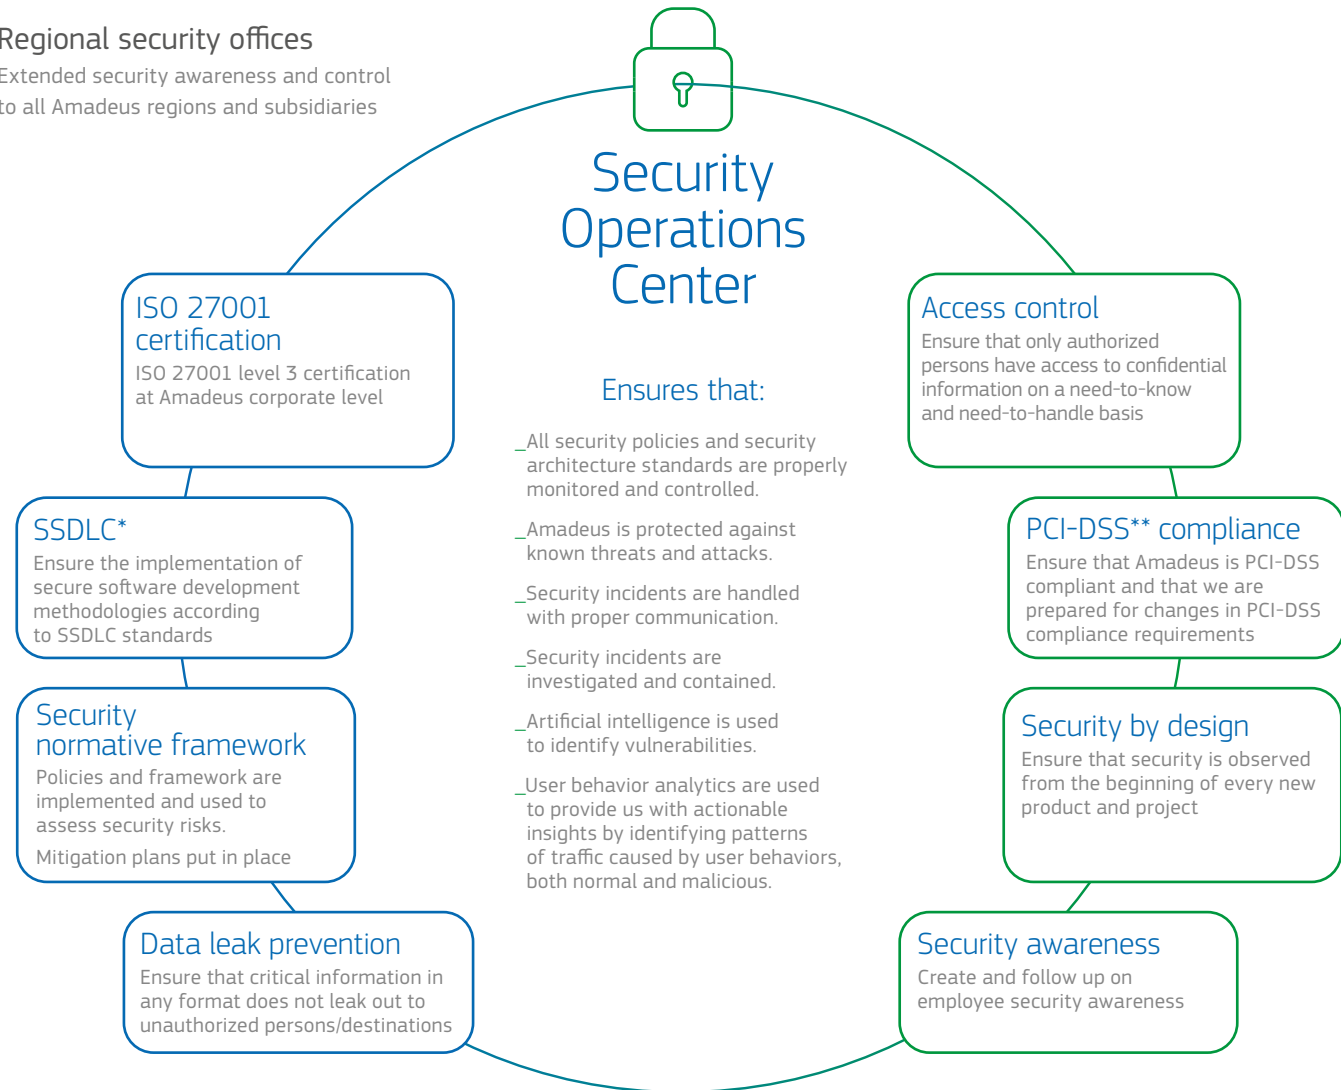 Regional security offices
Extended security awareness and control
to all Amadeus regions and subsidiaries
Security
Operations
Center
Ensures that:
_All security policies and security
architecture standards are properly
monitored and controlled.
_Amadeus is protected against
known threats and attacks.
_Security incidents are handled
with proper communication.
_Security incidents are
investigated and contained.
_Artificial intelligence is used
to identify vulnerabilities.
_User behavior analytics are used
to provide us with actionable
insights by identifying patterns
of traffic caused by user behaviors,
both normal and malicious.
ISO 27001
certification
ISO 27001 level 3 certification
at Amadeus corporate level
SSDLC*
Ensure the implementation of
secure software development
methodologies according
to SSDLC standards
Security
normative framework
Policies and framework are
implemented and used to
assess security risks.
Mitigation plans put in place
Data leak prevention
Ensure that critical information in
any format does not leak out to
unauthorized persons/destinations
Access control
Ensure that only authorized
persons have access to confidential
information on a need-to-know
and need-to-handle basis
PCI-DSS** compliance
Ensure that Amadeus is PCI-DSS
compliant and that we are
prepared for changes in PCI-DSS
compliance requirements
Security by design
Ensure that security is observed
from the beginning of every new
product and project
Security awareness
Create and follow up on
employee security awareness